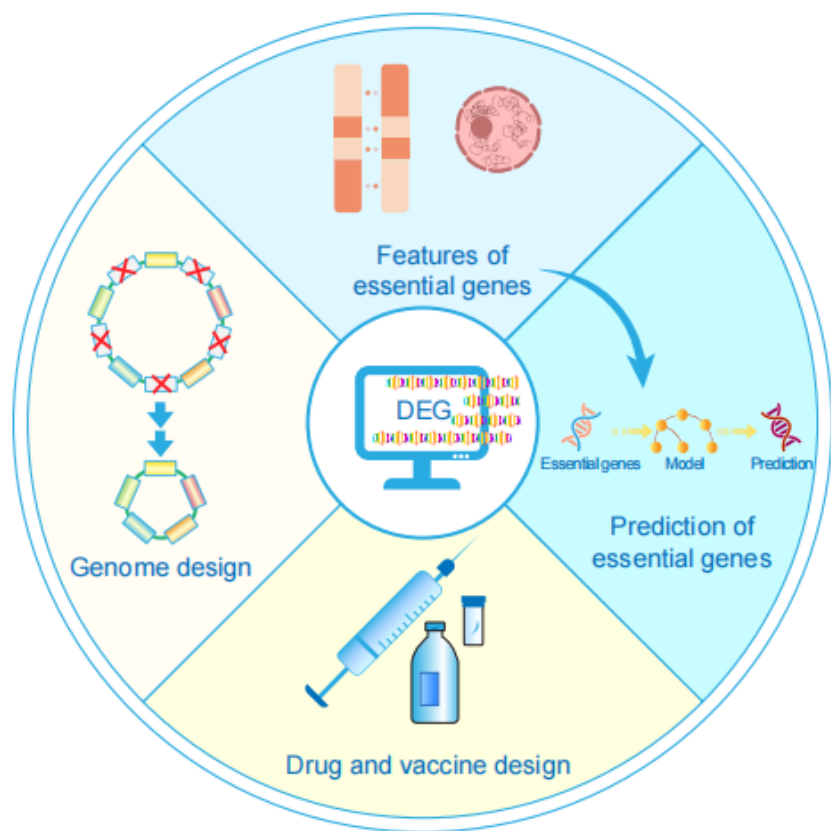 Features of
essential genes
DEG
Essential genes
Model
Prediction
Prediction of
essential genes
Genome design
Drug and vaccine design